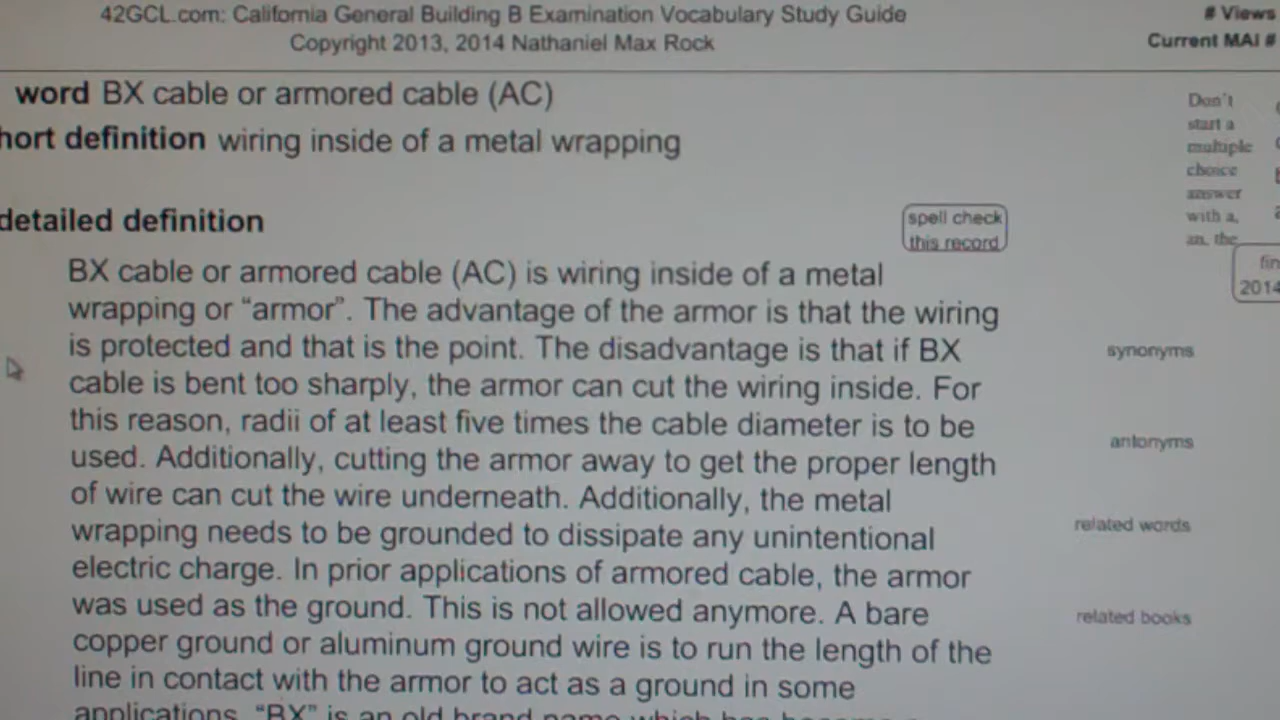 42GCL.com: California General Building B Examination Vocabulary Study Guide
Copyright 2013, 2014 Nathaniel Max Rock
# Views
Current MAI #
word BX cable or armored cable (AC)
hort definition wiring inside of a metal wrapping
detailed definition
spell check
this record
BX cable or armored cable (AC) is wiring inside of a metal
wrapping or “armor”. The advantage of the armor is that the wiring
is protected and that is the point. The disadvantage is that if BX
cable is bent too sharply, the armor can cut the wiring inside. For
this reason, radii of at least five times the cable diameter is to be
used. Additionally, cutting the armor away to get the proper length
of wire can cut the wire underneath. Additionally, the metal
wrapping needs to be grounded to dissipate any unintentional
electric charge. In prior applications of armored cable, the armor
was used as the ground. This is not allowed anymore. A bare
copper ground or aluminum ground wire is to run the length of the
line in contact with the armor to act as a ground in some
applications. “BX” is an old brand name which has
Don't
start a
multiple
choice
answer
with a,
an, the
fin
2014
synonyms
antonyms
related words
related books